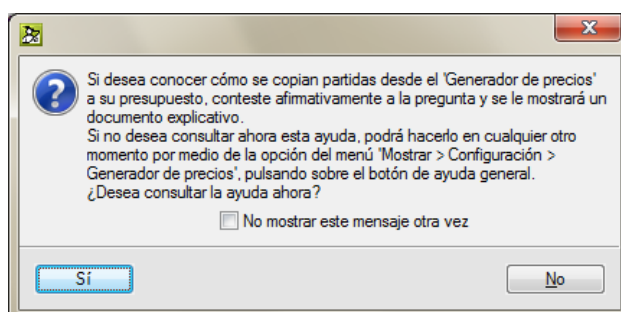 Si desea conocer cómo se copian partidas desde el 'Generador de precios'
a su presupuesto, conteste afirmativamente a la pregunta y se le mostrará un
documento explicativo.
Si no desea consultar ahora esta ayuda, podrá hacerlo en cualquier otro
momento por medio de la opción del menú 'Mostrar > Configuración >
Generador de precios', pulsando sobre el botón de ayuda general.
¿Desea consultar la ayuda ahora?
No mostrar este mensaje otra vez
Sí
No